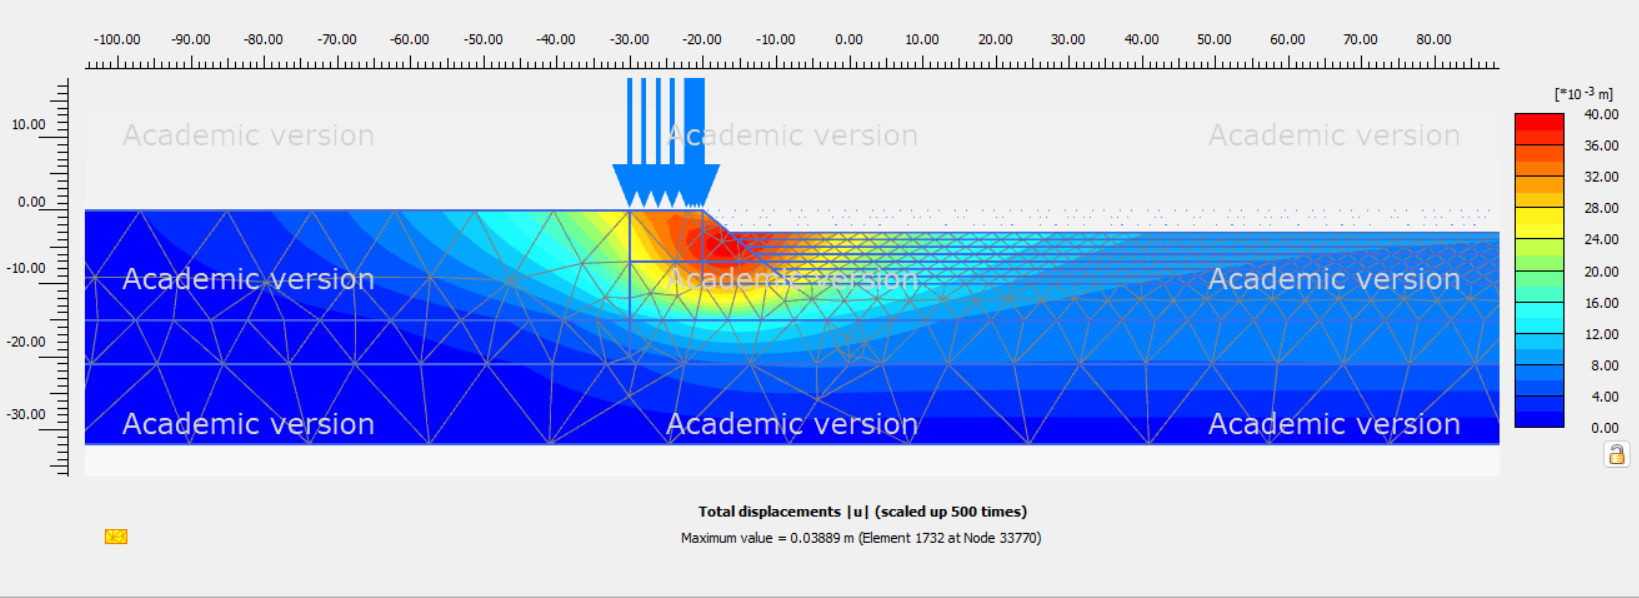 -100.00 -90.00 -80.00 -70.00 -60.00 -50.00 -40.00 -30.00 -20.00 -10.00 0.00 10.00 20.00 30.00 40.00 50.00 60.00 70.00 80.00
[*10⁻³ m]
40.00
10.00
Academic version Academic version Academic version
36.00
32.00
0.00
28.00
24.00
-10.00
Academic version Academic version Academic version
20.00
16.00
-20.00
12.00
8.00
4.00
-30.00
Academic version Academic version Academic version
0.00
Total displacements |u| (scaled up 500 times)
Maximum value = 0.03889 m (Element 1732 at Node 33770)